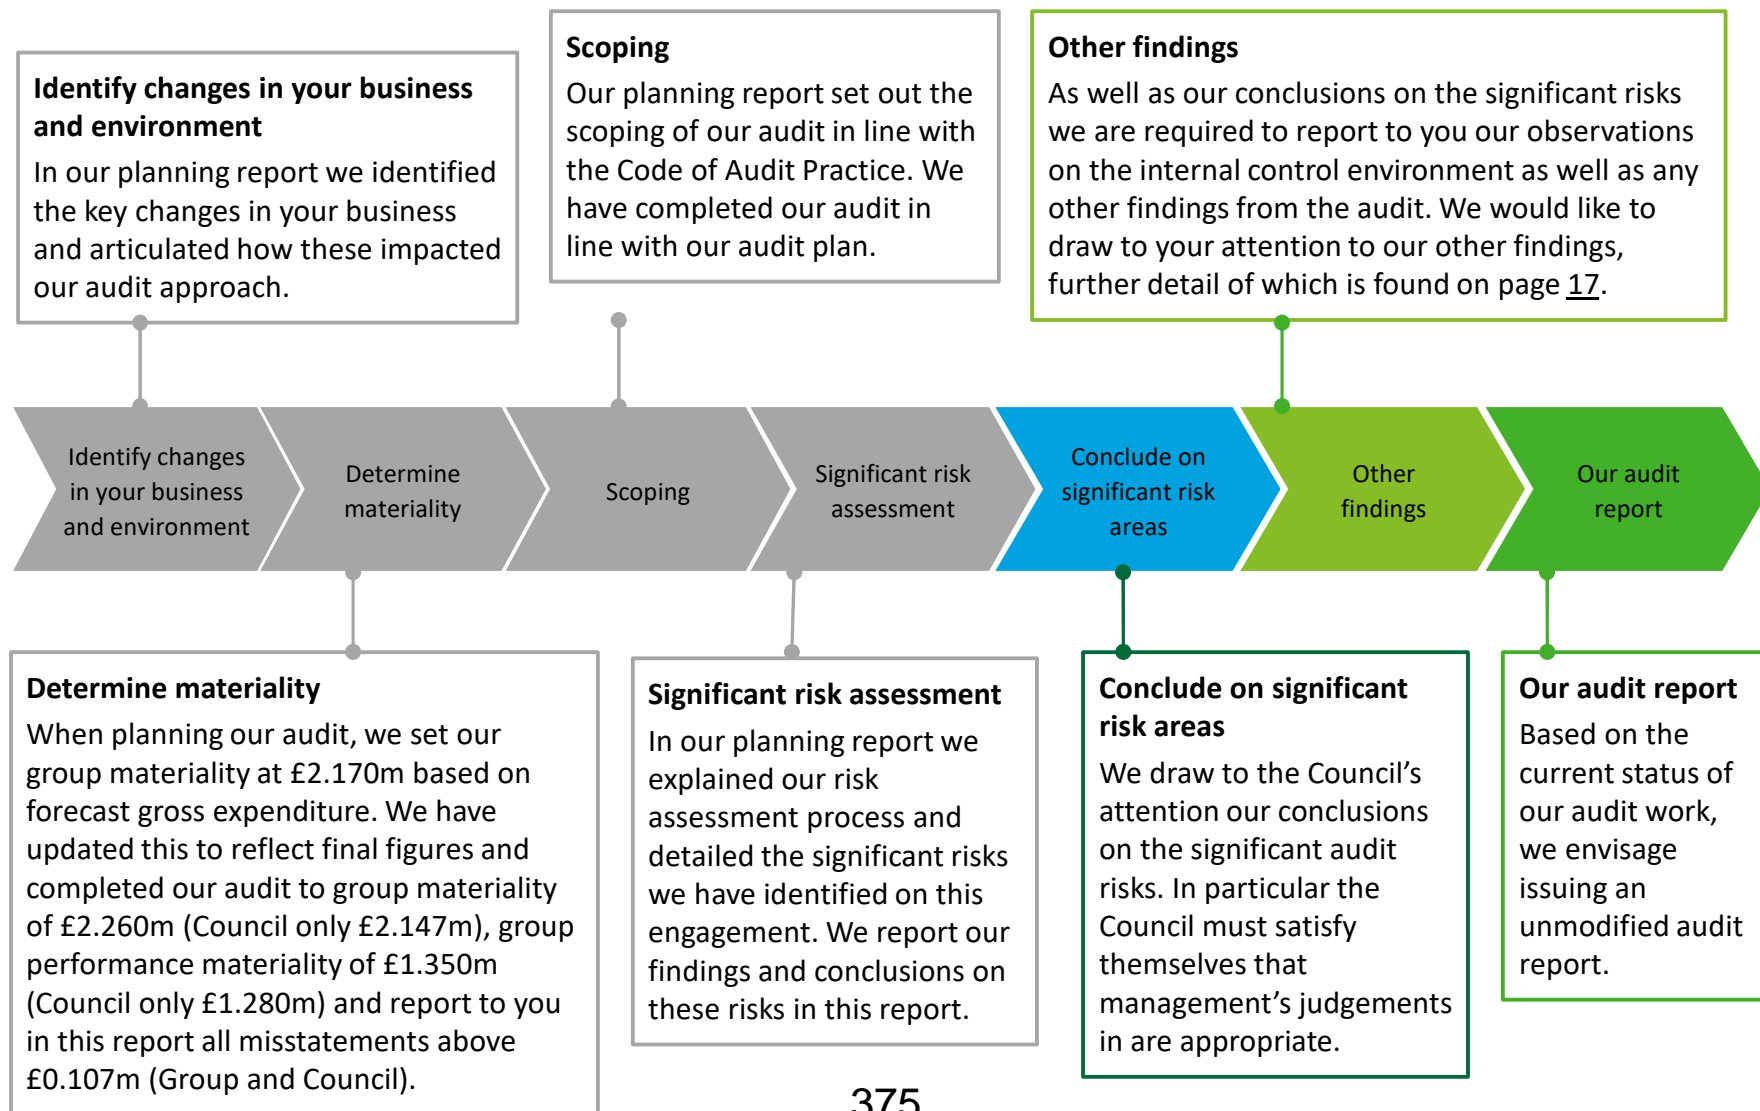 Identify changes in your business
and environment
In our planning report we identified
the key changes in your business
and articulated how these impacted
our audit approach.
Scoping
Our planning report set out the
scoping of our audit in line with
the Code of Audit Practice. We
have completed our audit in
line with our audit plan.
Other findings
As well as our conclusions on the significant risks
we are required to report to you our observations
on the internal control environment as well as any
other findings from the audit. We would like to
draw to your attention to our other findings,
further detail of which is found on page 17.
Identify changes
in your business
and environment
Determine
materiality
Scoping
Significant risk
assessment
Conclude on
significant risk
areas
Other
findings
Our audit
report
Determine materiality
When planning our audit, we set our
group materiality at £2.170m based on
forecast gross expenditure. We have
updated this to reflect final figures and
completed our audit to group materiality
of £2.260m (Council only £2.147m), group
performance materiality of £1.350m
(Council only £1.280m) and report to you
in this report all misstatements above
£0.107m (Group and Council).
Significant risk assessment
In our planning report we
explained our risk
assessment process and
detailed the significant risks
we have identified on this
engagement. We report our
findings and conclusions on
these risks in this report.
Conclude on significant
risk areas
We draw to the Council's
attention our conclusions
on the significant audit
risks. In particular the
Council must satisfy
themselves that
management's judgements
in are appropriate.
Our audit report
Based on the
current status of
our audit work,
we envisage
issuing an
unmodified audit
report.
375